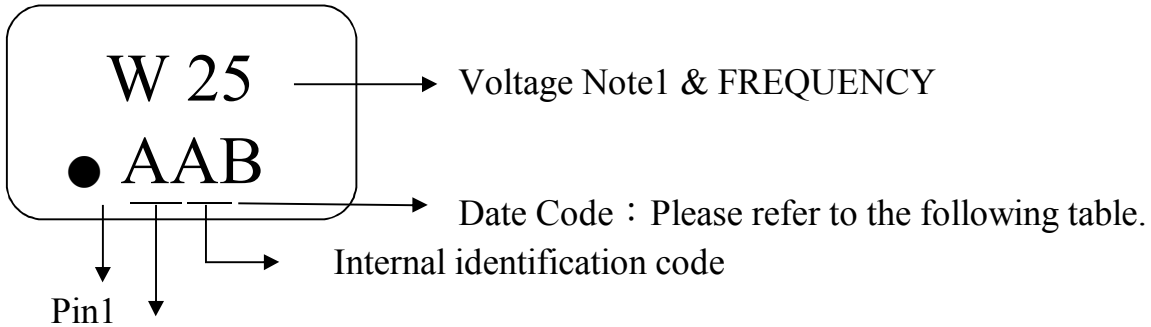 W 25
Voltage Note1 & FREQUENCY
● AAB
Date Code：Please refer to the following table.
Internal identification code
Pin1